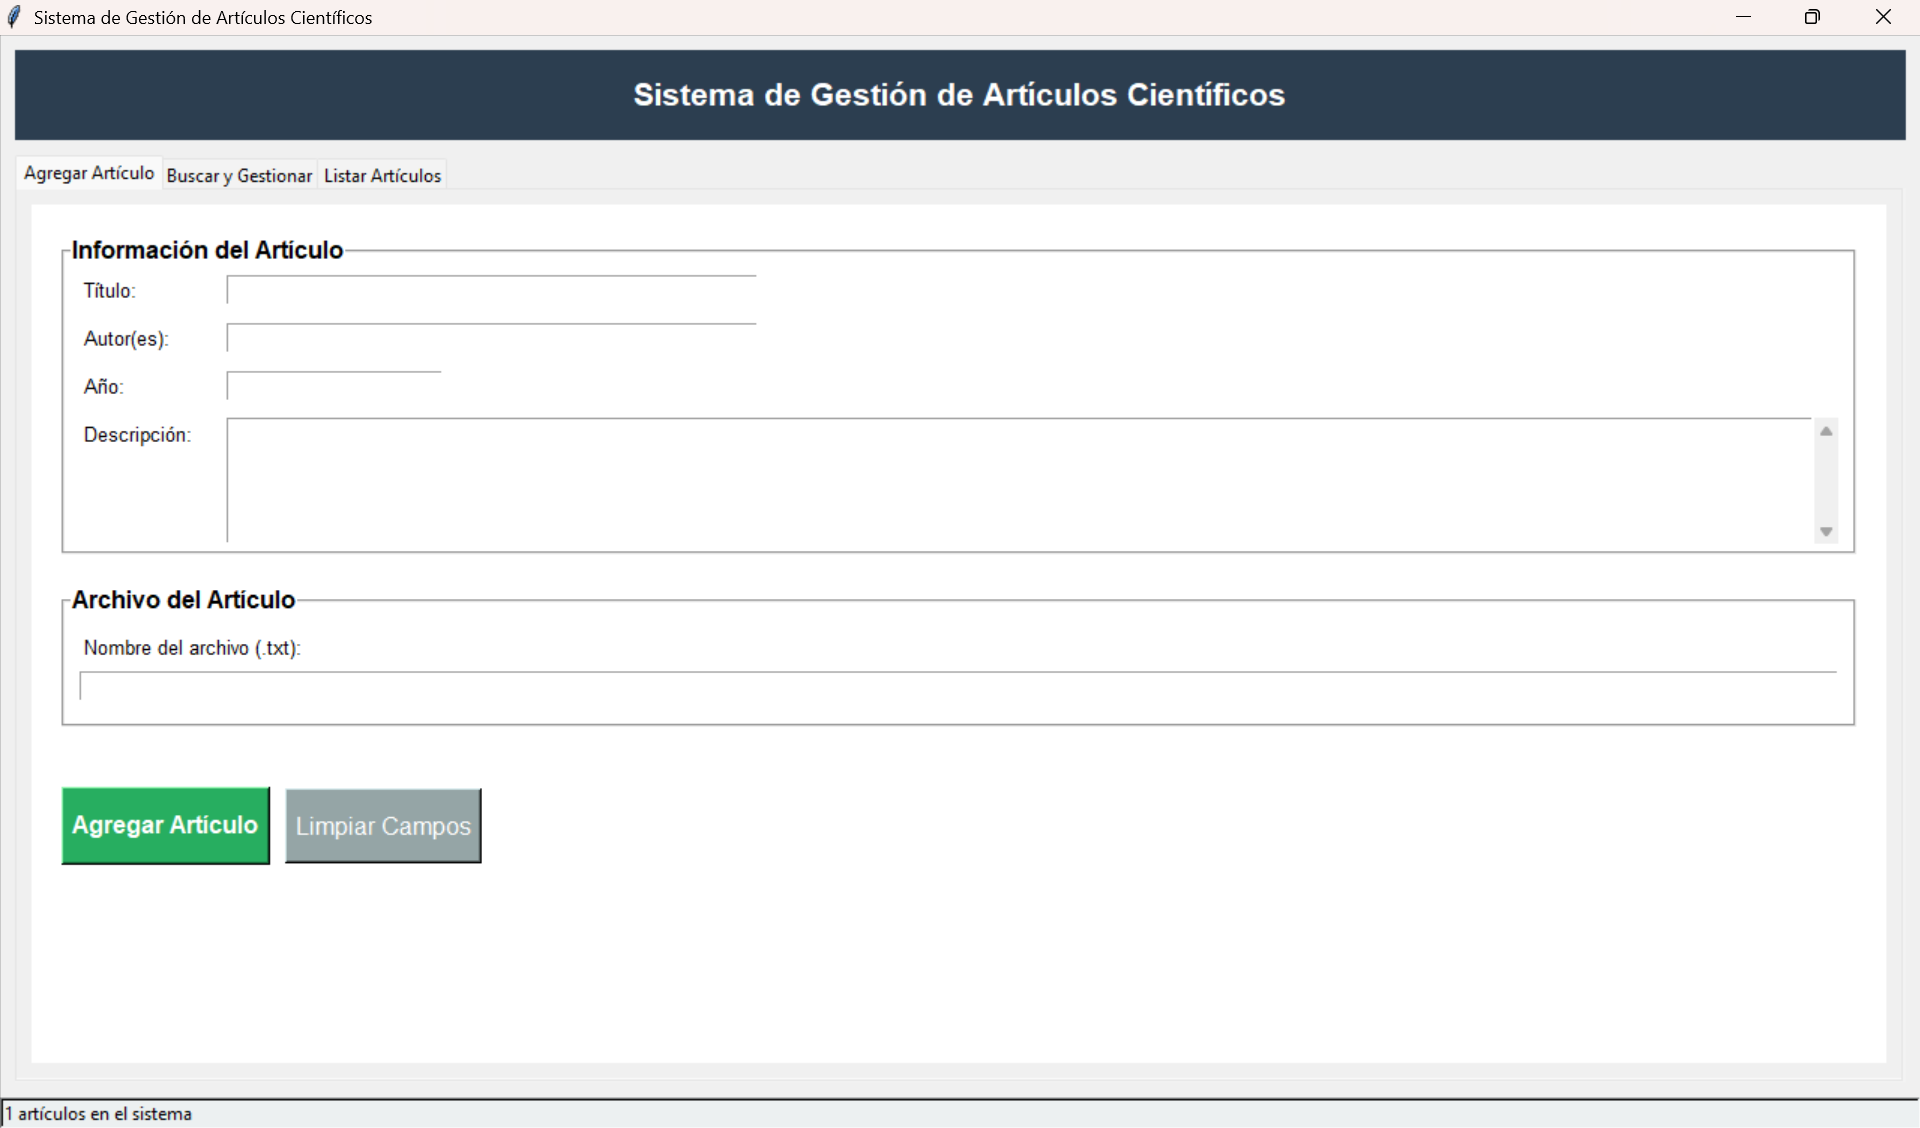 Sistema de Gestión de Artículos Científicos
Sistema de Gestión de Artículos Científicos
Agregar Artículo Buscar y Gestionar Listar Artículos
Información del Artículo
Título:
Autor(es):
Año:
Descripción:
Archivo del Artículo
Nombre del archivo (.txt):
Agregar Artículo Limpiar Campos
1 artículos en el sistema